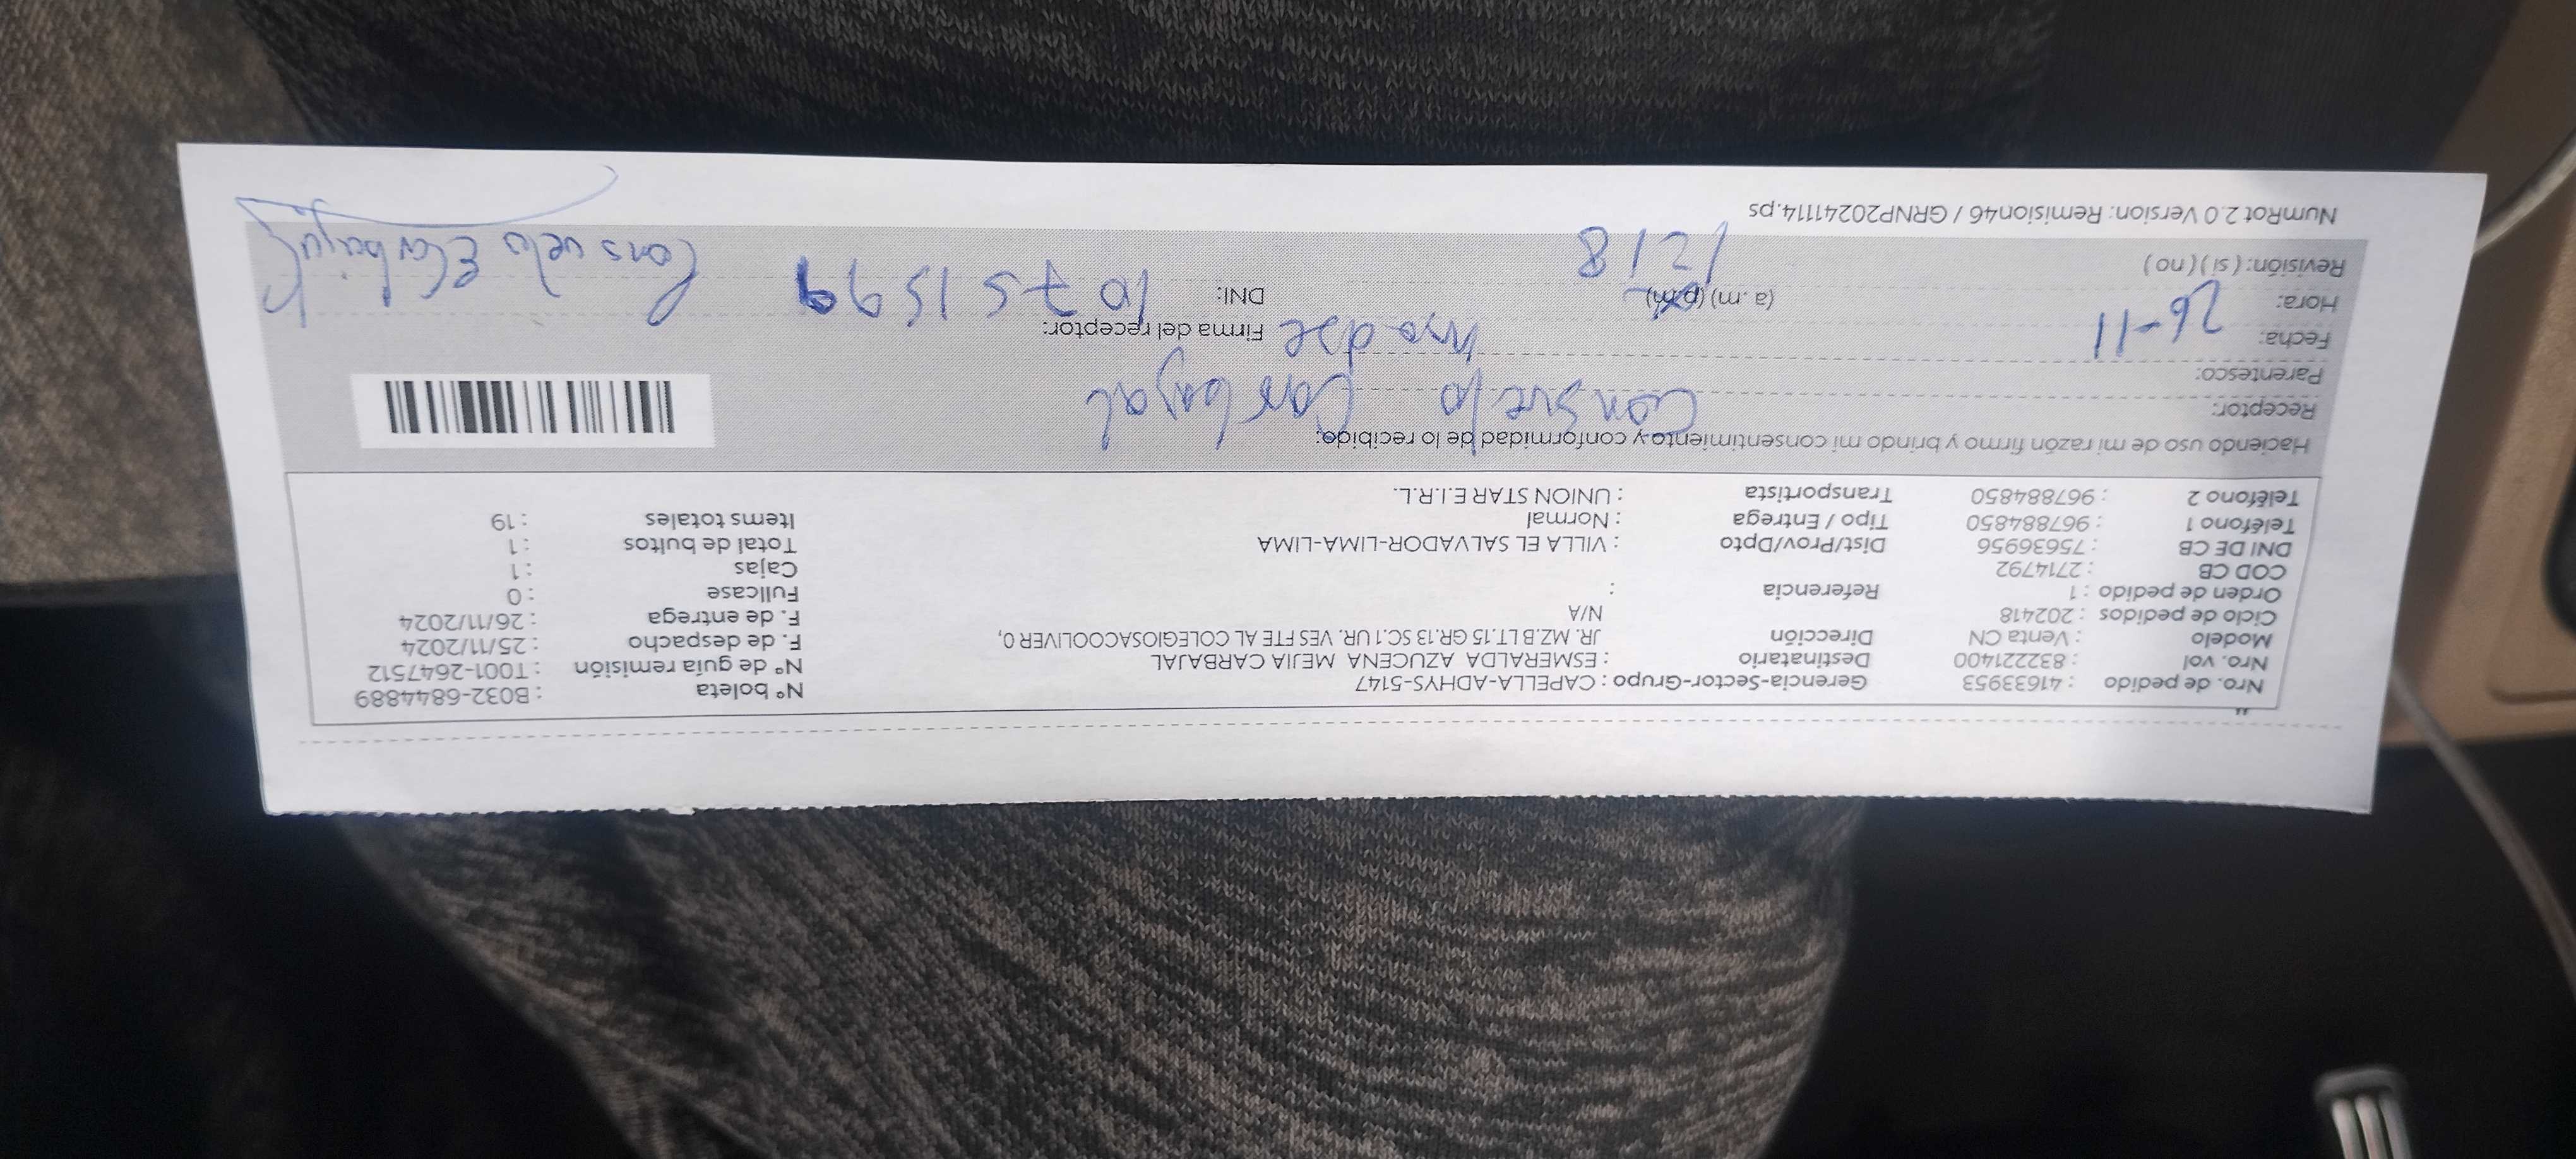 Nro. de pedido : 41633953 Gerencia-Sector-Grupo : CAPELLA-ADHYS-5147 N° boleta : B032-6844889
Nro. vol : 832221400 Destinatario : ESMERALDA AZUCENA MEJIA CARBAJAL N° de guía remisión : T001-2647512
Modelo : Venta CN Dirección JR. MZ.B LT.15 GR.13 SC.1 UR. VES FTE AL COLEGIOSACOOLIVER 0, F. de despacho : 25/11/2024
Ciclo de pedidos : 202418 N/A F. de entrega : 26/11/2024
Orden de pedido : 1 Referencia : Fullcase : 0
COD CB : 2714792 Cajas : 1
DNI DE CB : 75636956 Dist/Prov/Dpto : VILLA EL SALVADOR-LIMA-LIMA Total de bultos : 1
Teléfono 1 : 967884850 Tipo / Entrega : Normal Items totales : 19
Teléfono 2 : 967884850 Transportista : UNION STAR E.I.R.L.
Haciendo uso de mi razón firmo y brindo mi consentimiento y conformidad de lo recibido:
Receptor: Consuelo Carbajal
Parentesco: madre
Fecha: 26-11 Firma del receptor:
Hora: 1218 (a.m) (p.m) DNI: 10751599
Revisión: ( si ) ( no ) Consuelo
NumRot 2.0 Version: Remision46 / GRNP20241114.ps